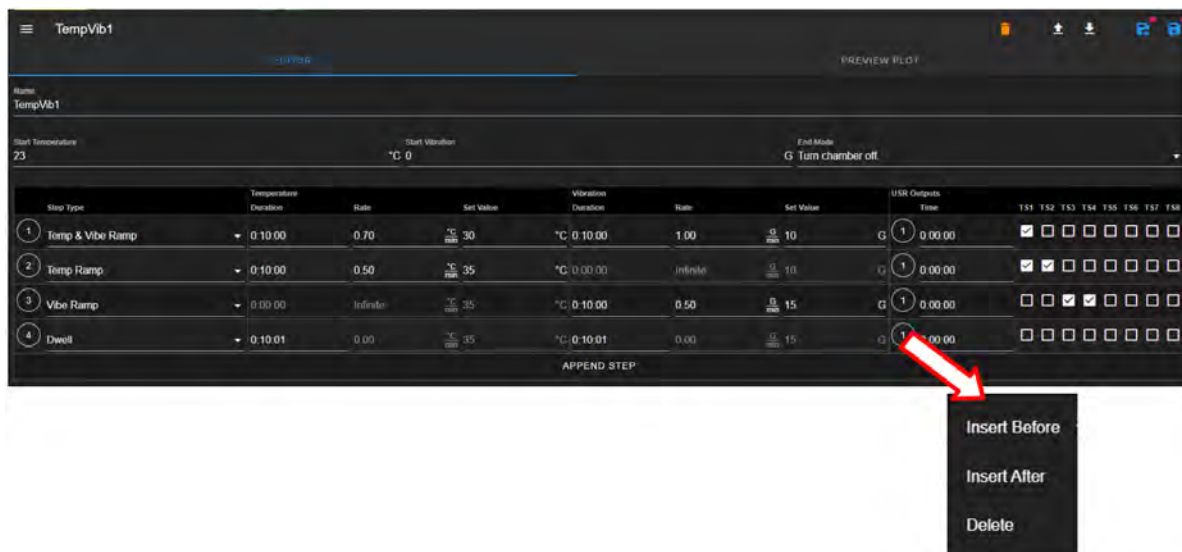 TempVib1
EDITOR PREVIEW PLOT
Name
TempVib1
Start Temperature Start Vibration End Mode
23 °C 0 G Turn chamber off.
Temperature Vibration USR Outputs
Step Type Duration Rate Set Value Duration Rate Set Value Time TS1 TS2 TS3 TS4 TS5 TS6 TS7 TS8
1 Temp & Vibe Ramp 0:10:00 0.70 °C/min 30 °C 0:10:00 1.00 G/min 10 G 1 0:00:00
2 Temp Ramp 0:10:00 0.50 °C/min 35 °C 0:00:00 Infinite G/min 10 G 1 0:00:00
3 Vibe Ramp 0:00:00 Infinite °C/min 35 °C 0:10:00 0.50 G/min 15 G 1 0:00:00
4 Dwell 0:10:01 0.00 °C/min 35 °C 0:10:01 0.00 G/min 15 G 1 0:00:00
APPEND STEP
Insert Before
Insert After
Delete